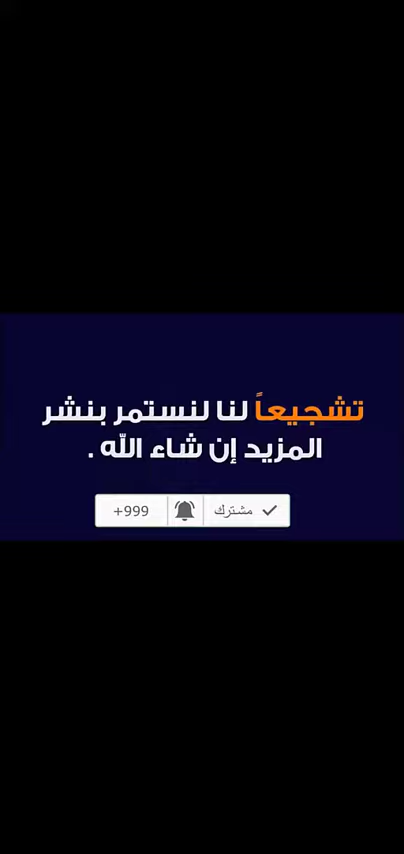 تشجيعاً لنا لنستمر بنشر
المزيد إن شاء الله .
مشترك 999+